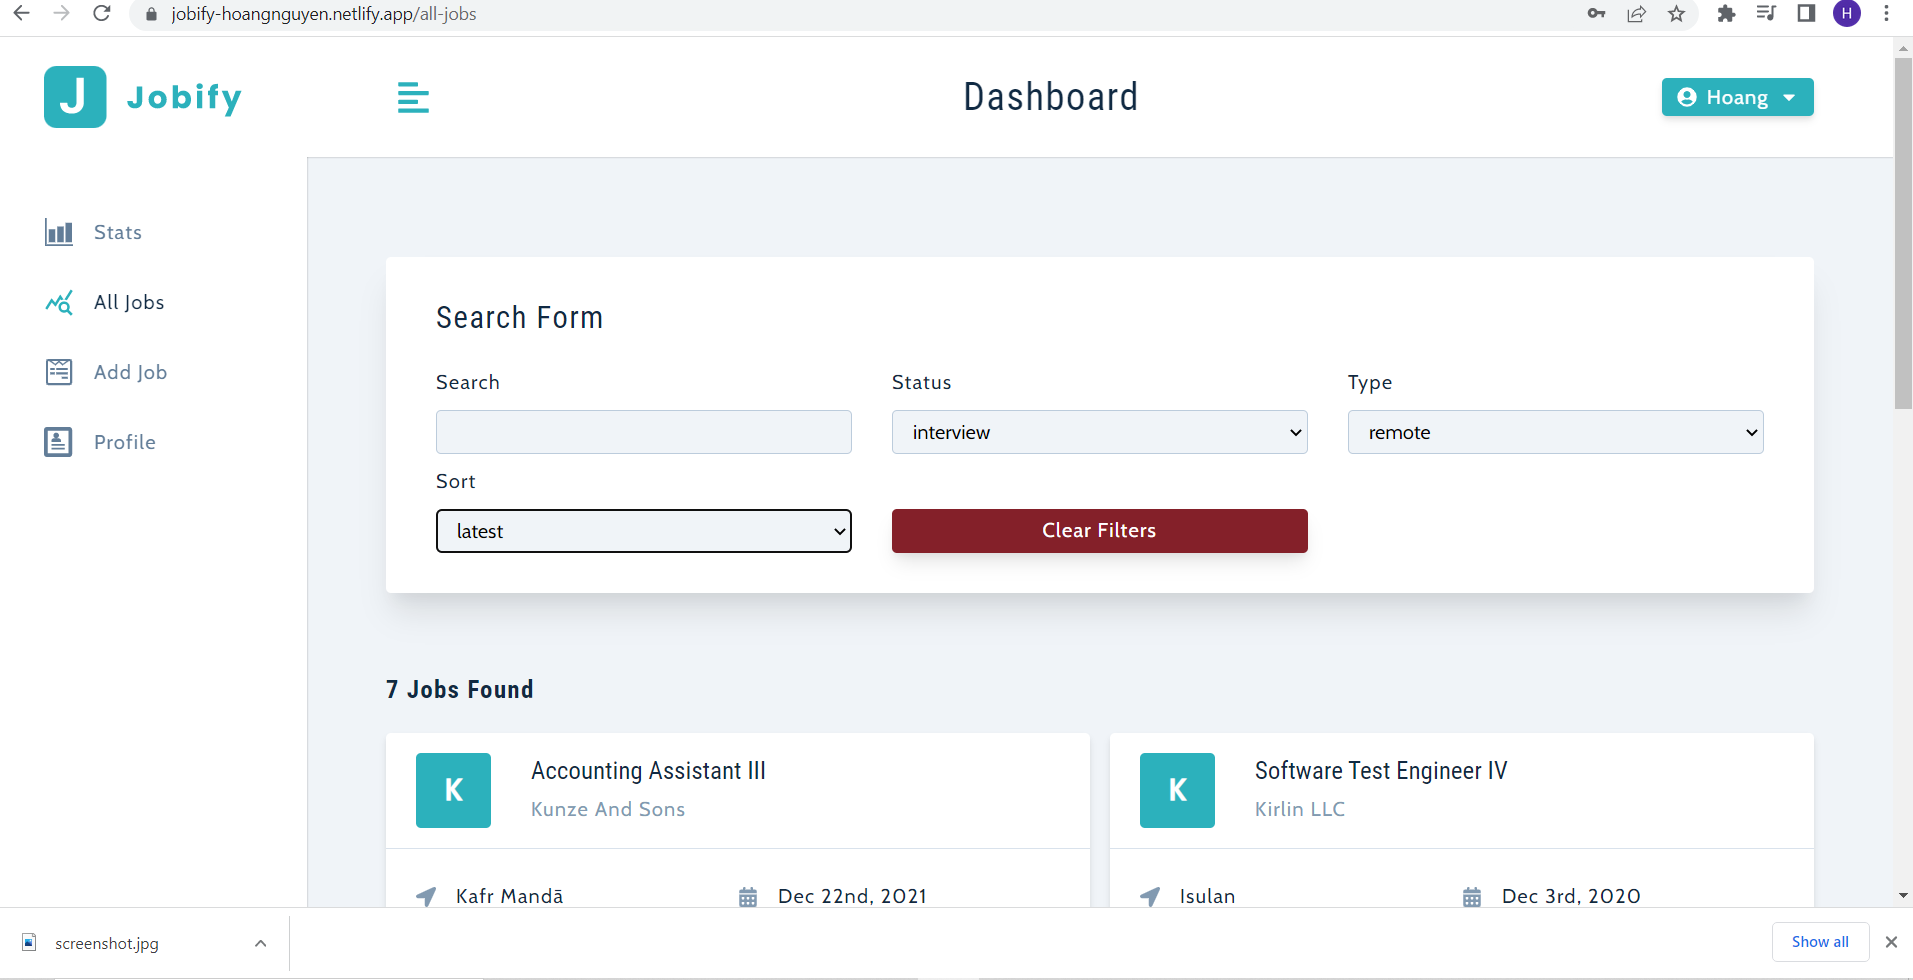 jobify-hoangnguyen.netlify.app/all-jobs
H
J Jobify
Dashboard
Hoang
Stats
All Jobs
Add Job
Profile
Search Form
Search
Status
Type
interview
remote
Sort
latest
Clear Filters
7 Jobs Found
K
Accounting Assistant III
Kunze And Sons
Kafr Mandā
Dec 22nd, 2021
K
Software Test Engineer IV
Kirlin LLC
Isulan
Dec 3rd, 2020
screenshot.jpg
Show all